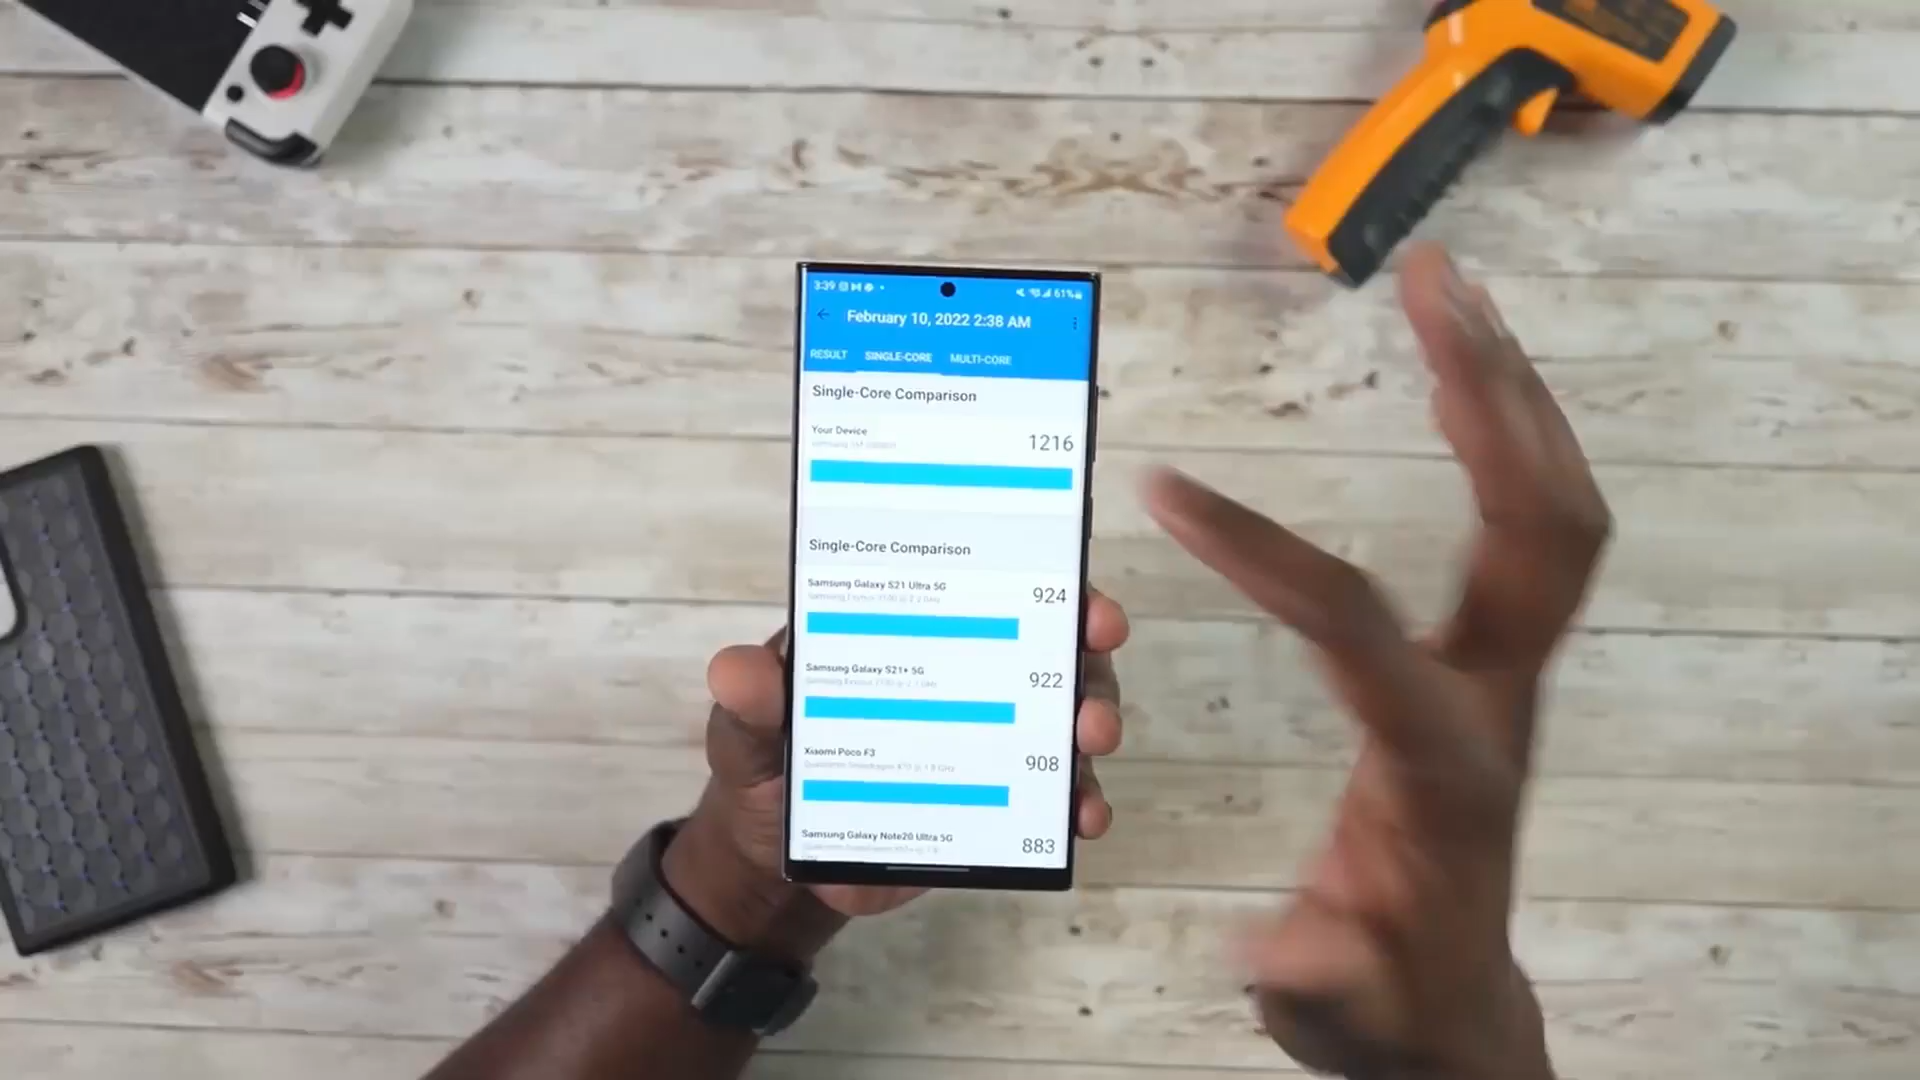 3:39
61%
February 10, 2022 2:38 AM
RESULT SINGLE-CORE MULTI-CORE
Single-Core Comparison
Your Device
1216
Single-Core Comparison
Samsung Galaxy S21 Ultra 5G
924
Samsung Galaxy S21+ 5G
922
Xiaomi Poco F3
908
Samsung Galaxy Note20 Ultra 5G
883